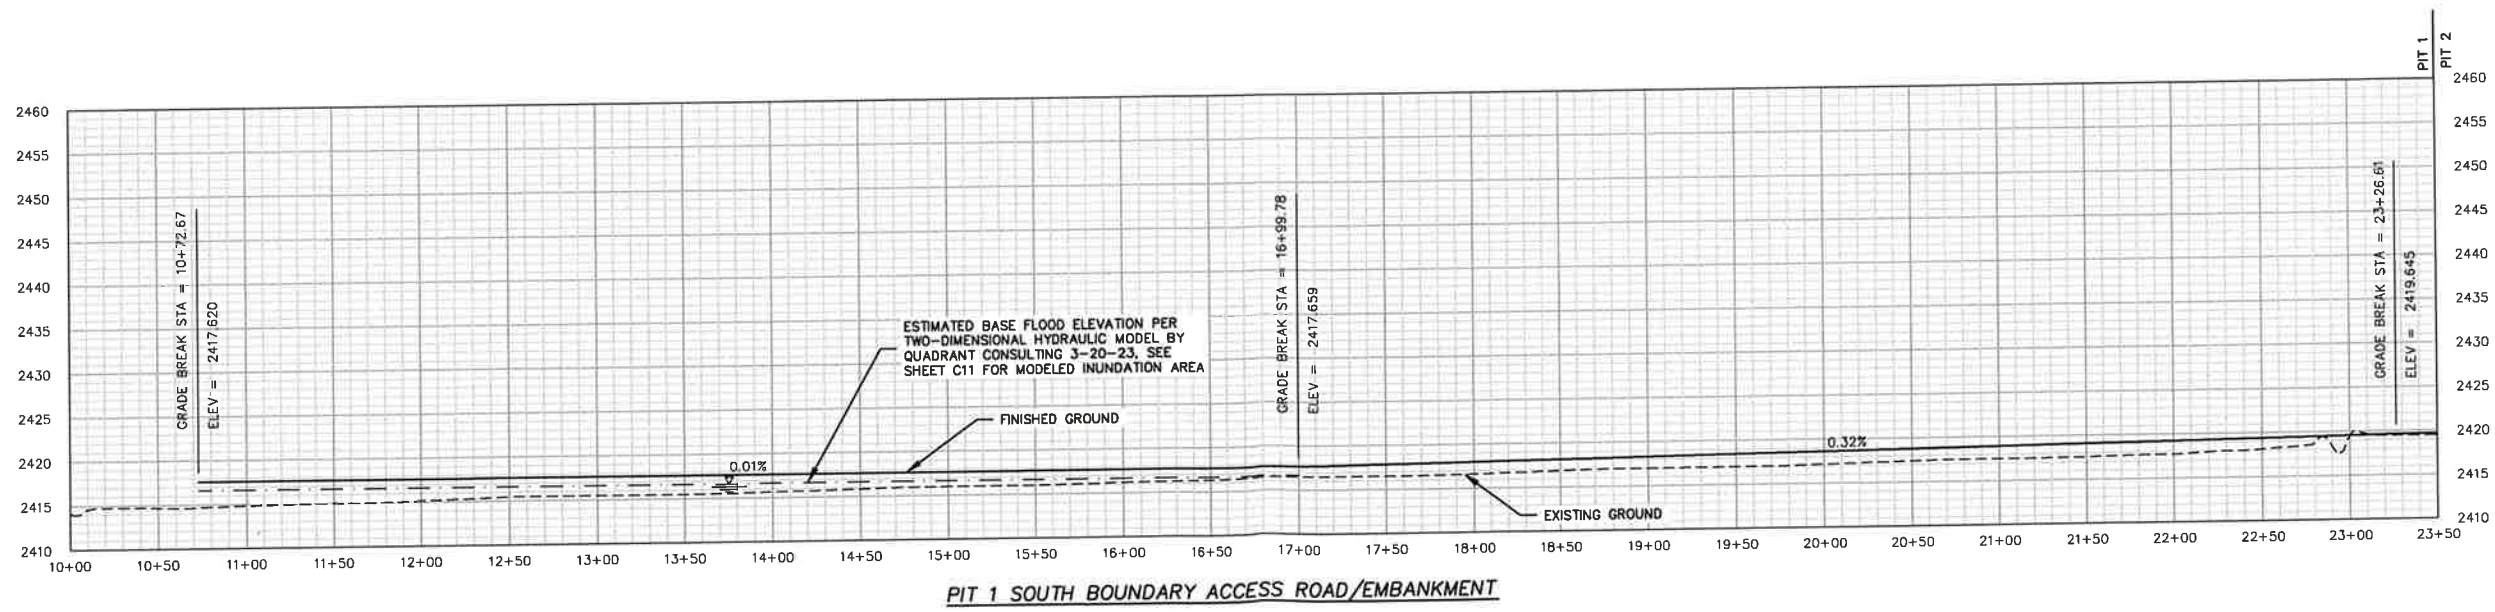 PIT 1
PIT 2
2460
2455
2450
2445
2440
2435
2430
2425
2420
2415
2410
2460
2455
2450
2445
2440
2435
2430
2425
2420
2415
2410
GRADE BREAK STA = 10+72.67
ELEV = 2417.620
GRADE BREAK STA = 16+99.78
ELEV = 2417.659
GRADE BREAK STA = 23+26.61
ELEV = 2419.645
ESTIMATED BASE FLOOD ELEVATION PER
TWO-DIMENSIONAL HYDRAULIC MODEL BY
QUADRANT CONSULTING 3-20-23, SEE
SHEET C11 FOR MODELED INUNDATION AREA
FINISHED GROUND
0.01%
0.32%
EXISTING GROUND
10+00 10+50 11+00 11+50 12+00 12+50 13+00 13+50 14+00 14+50 15+00 15+50 16+00 16+50 17+00 17+50 18+00 18+50 19+00 19+50 20+00 20+50 21+00 21+50 22+00 22+50 23+00 23+50
PIT 1 SOUTH BOUNDARY ACCESS ROAD/EMBANKMENT